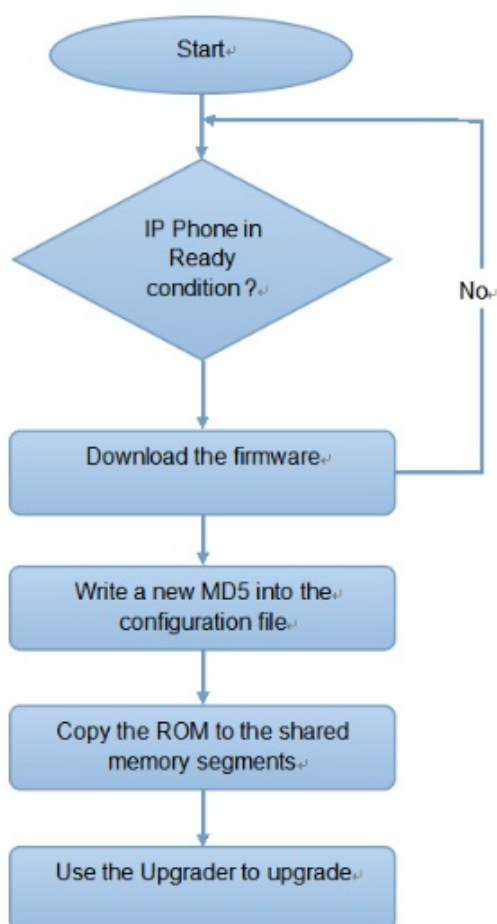 Start
IP Phone in
Ready
condition ?
No
Download the firmware
Write a new MD5 into the
configuration file
Copy the ROM to the shared
memory segments
Use the Upgrader to upgrade